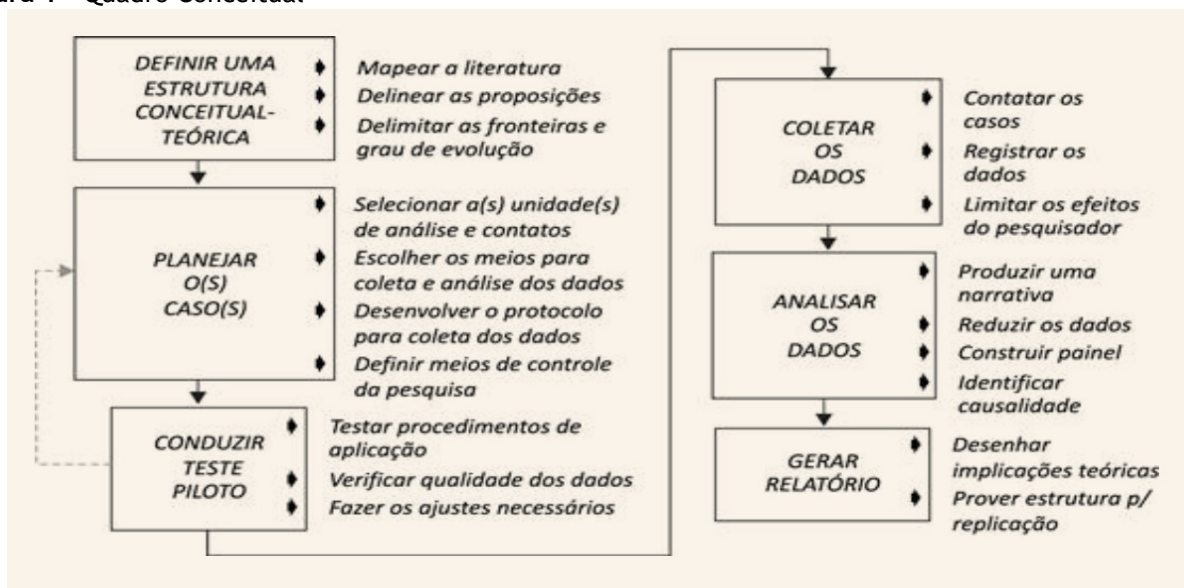 Quadro Conceitual
DEFINIR UMA
ESTRUTURA
CONCEITUAL-
TEÓRICA
Mapear a literatura
Delinear as proposições
Delimitar as fronteiras e
grau de evolução
PLANEJAR
O(S)
CASO(S)
Selecionar a(s) unidade(s)
de análise e contatos
Escolher os meios para
coleta e análise dos dados
Desenvolver o protocolo
para coleta dos dados
Definir meios de controle
da pesquisa
CONDUZIR
TESTE
PILOTO
Testar procedimentos de
aplicação
Verificar qualidade dos dados
Fazer os ajustes necessários
COLETAR
OS
DADOS
Contatar os
casos
Registrar os
dados
Limitar os efeitos
do pesquisador
ANALISAR
OS
DADOS
Produzir uma
narrativa
Reduzir os dados
Construir painel
Identificar
causalidade
GERAR
RELATÓRIO
Desenhar
implicações teóricas
Prover estrutura p/
replicação